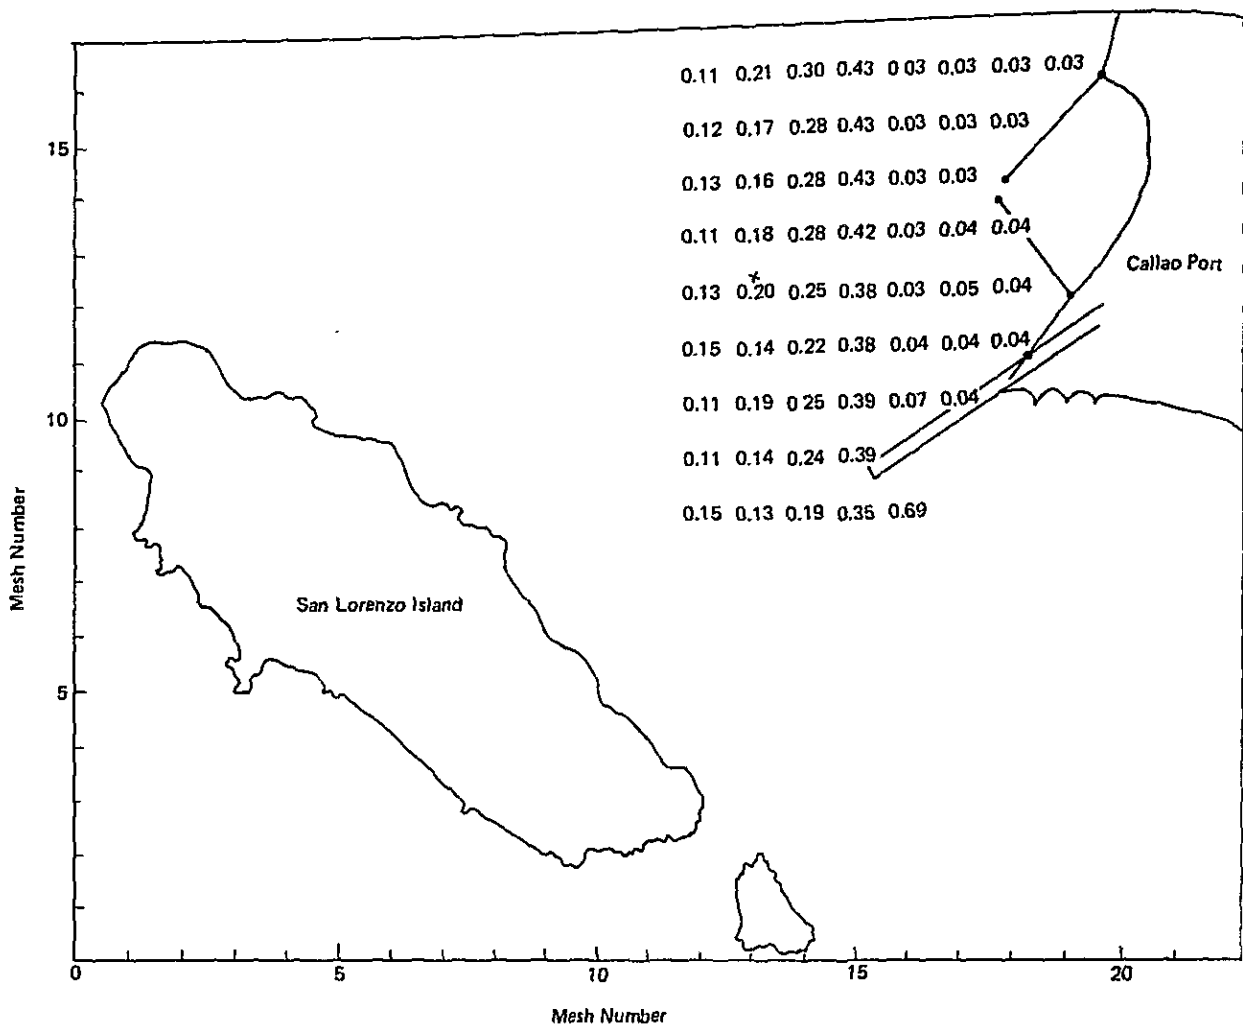 0.11 0.21 0.30 0.43 0 03 0.03 0.03 0.03
0.12 0.17 0.28 0.43 0.03 0.03 0.03
15
0.13 0.16 0.28 0.43 0.03 0.03
0.11 0.18 0.28 0.42 0.03 0.04 0.04
Callao Port
x
0.13 0.20 0.25 0.38 0.03 0.05 0.04
0.15 0.14 0.22 0.38 0.04 0.04 0.04
0.11 0.19 0 25 0.39 0.07 0.04
10
0.11 0.14 0.24 0.39
0.15 0.13 0.19 0.35 0.69
Mesh Number
San Lorenzo Island
5
0 5 10 15 20
Mesh Number